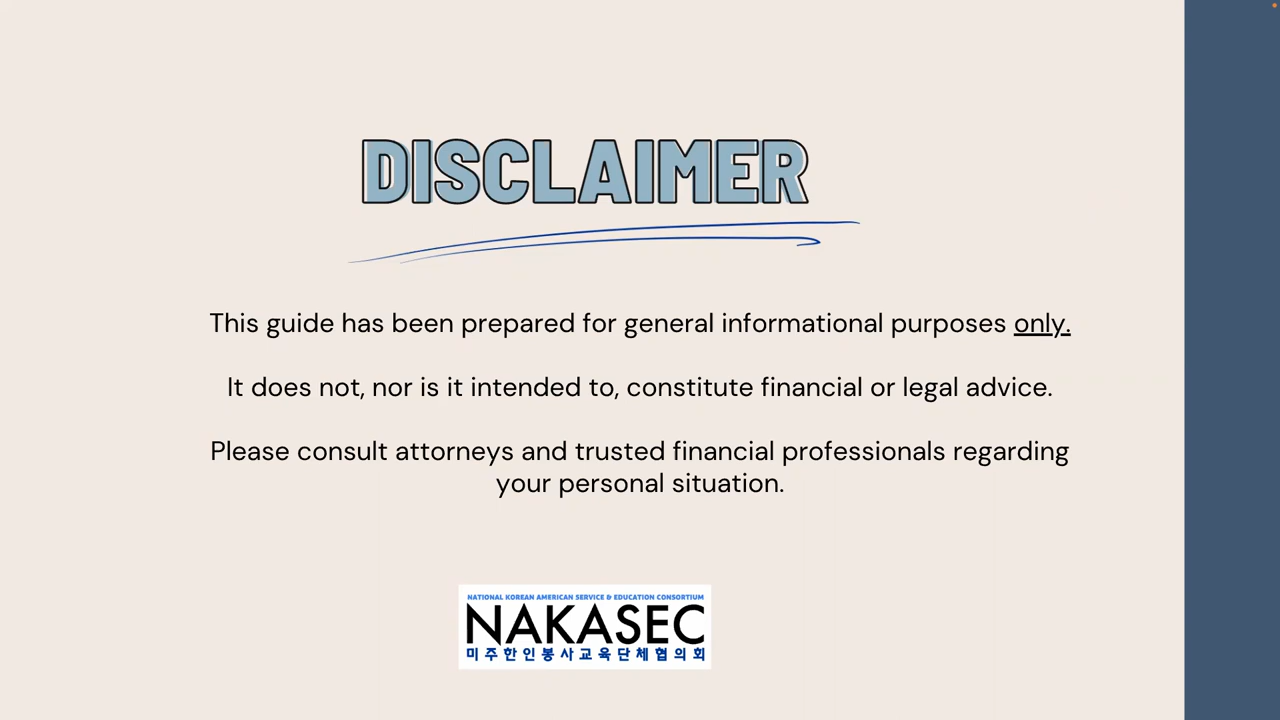 DISCLAIMER
This guide has been prepared for general informational purposes only.
It does not, nor is it intended to, constitute financial or legal advice.
Please consult attorneys and trusted financial professionals regarding
your personal situation.
NATIONAL KOREAN AMERICAN SERVICE & EDUCATION CONSORTIUM
NAKASEC
미주한인봉사교육단체협의회